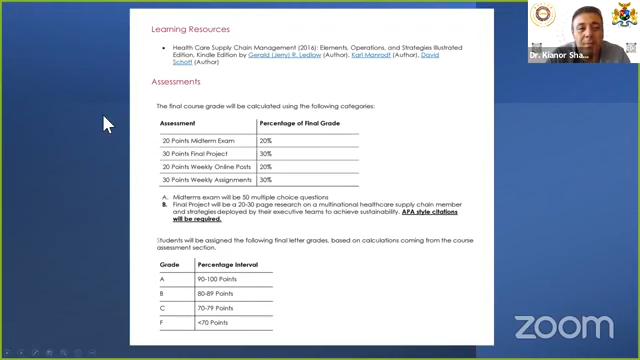 Learning Resources
• Health Care Supply Chain Management (2016): Elements, Operations, and Strategies Illustrated
Edition, Kindle Edition by Gerald (Jerry) R. Ledlow (Author), Karl Manrodt (Author), David
Schott (Author)
Assessments
The final course grade will be calculated using the following categories:
Assessment Percentage of Final Grade
20 Points Midterm Exam 20%
30 Points Final Project 30%
20 Points Weekly Online Posts 20%
30 Points Weekly Assignments 30%
A. Midterms exam will be 50 multiple choice questions
B. Final Project will be a 20-30 page research on a multinational healthcare supply chain member
and strategies deployed by their executive teams to achieve sustainability. APA style citations
will be required.
Students will be assigned the following final letter grades, based on calculations coming from the course
assessment section.
Grade Percentage Interval
A 90-100 Points
B 80-89 Points
C 70-79 Points
F <70 Points
Dr. Kianor Sha...
zoom